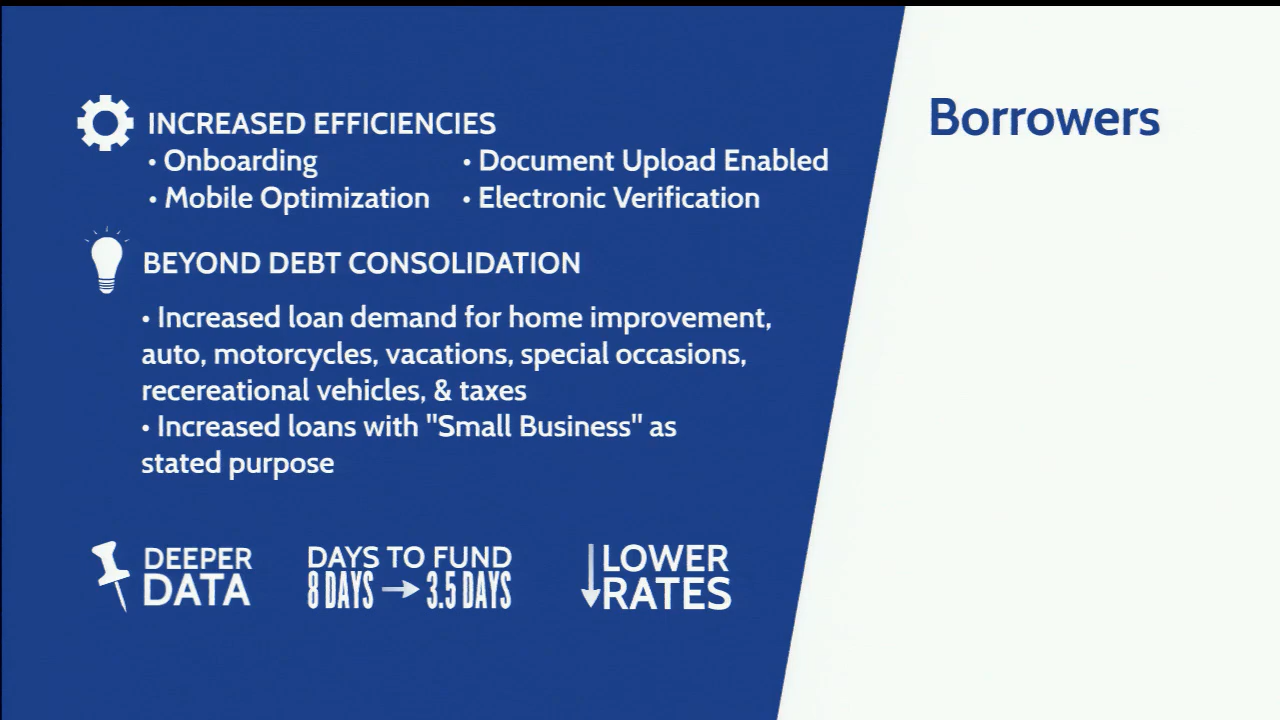 Borrowers
INCREASED EFFICIENCIES
• Onboarding
• Document Upload Enabled
• Mobile Optimization
• Electronic Verification
BEYOND DEBT CONSOLIDATION
• Increased loan demand for home improvement,
auto, motorcycles, vacations, special occasions,
recereational vehicles, & taxes
• Increased loans with "Small Business" as
stated purpose
DEEPER
DATA
DAYS TO FUND
8 DAYS → 3.5 DAYS
LOWER
RATES